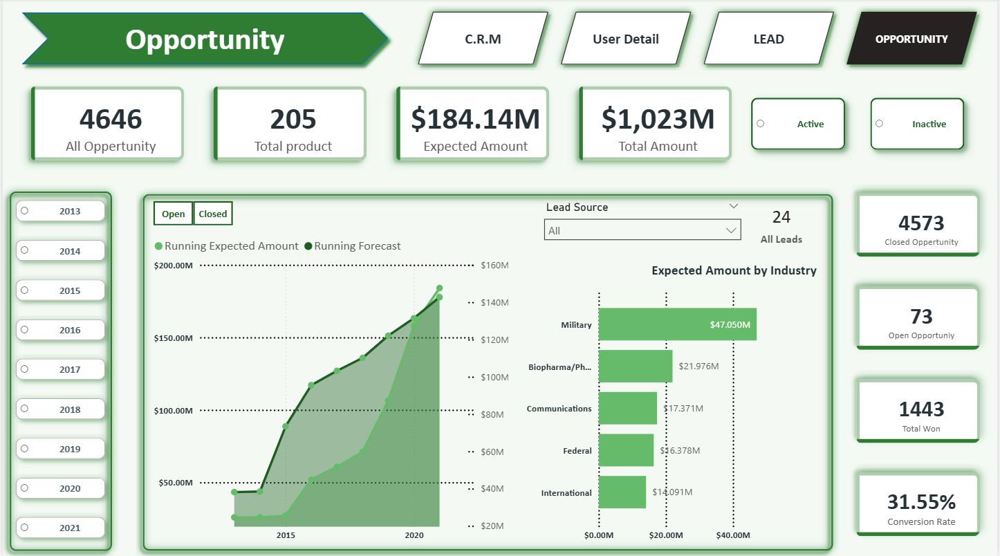 Opportunity
C.R.M
User Detail
LEAD
OPPORTUNITY
4646
All Oppertunity
205
Total product
$184.14M
Expected Amount
$1,023M
Total Amount
Active
Inactive
2013
2014
2015
2016
2017
2018
2019
2020
2021
Open
Closed
Running Expected Amount
Running Forecast
$200.00M
$150.00M
$100.00M
$50.00M
$160M
$140M
$120M
$100M
$80M
$60M
$40M
$20M
2015
2020
Lead Source
All
24
All Leads
Expected Amount by Industry
Military
$47.050M
Biopharma/Ph...
$21.976M
Communications
$17.371M
Federal
$16.378M
International
$14.091M
$0.00M
$20.00M
$40.00M
4573
Closed Oppertunity
73
Open Opportuniy
1443
Total Won
31.55%
Conversion Rate